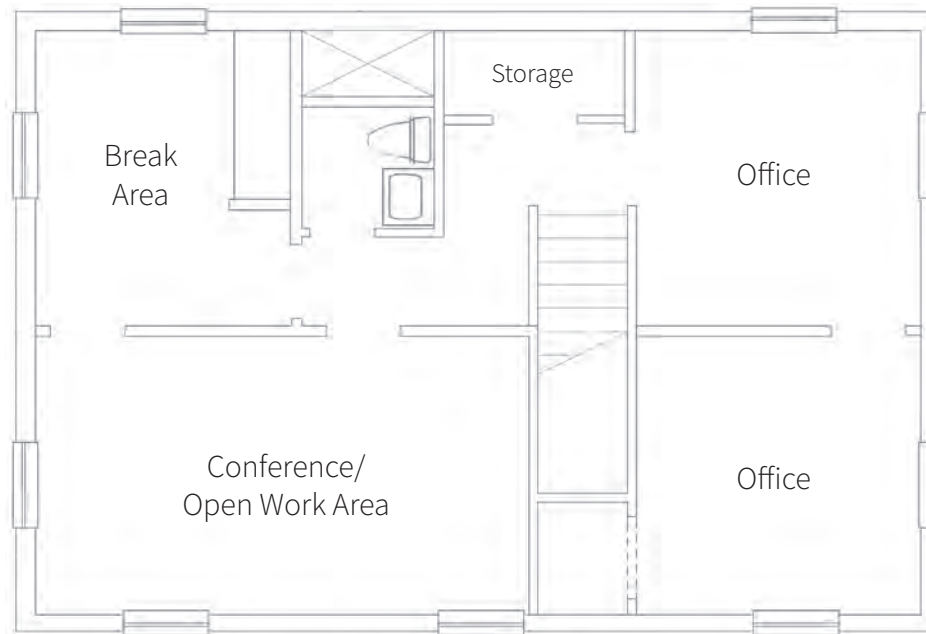 Storage
Break
Area
Office
Conference/
Open Work Area
Office